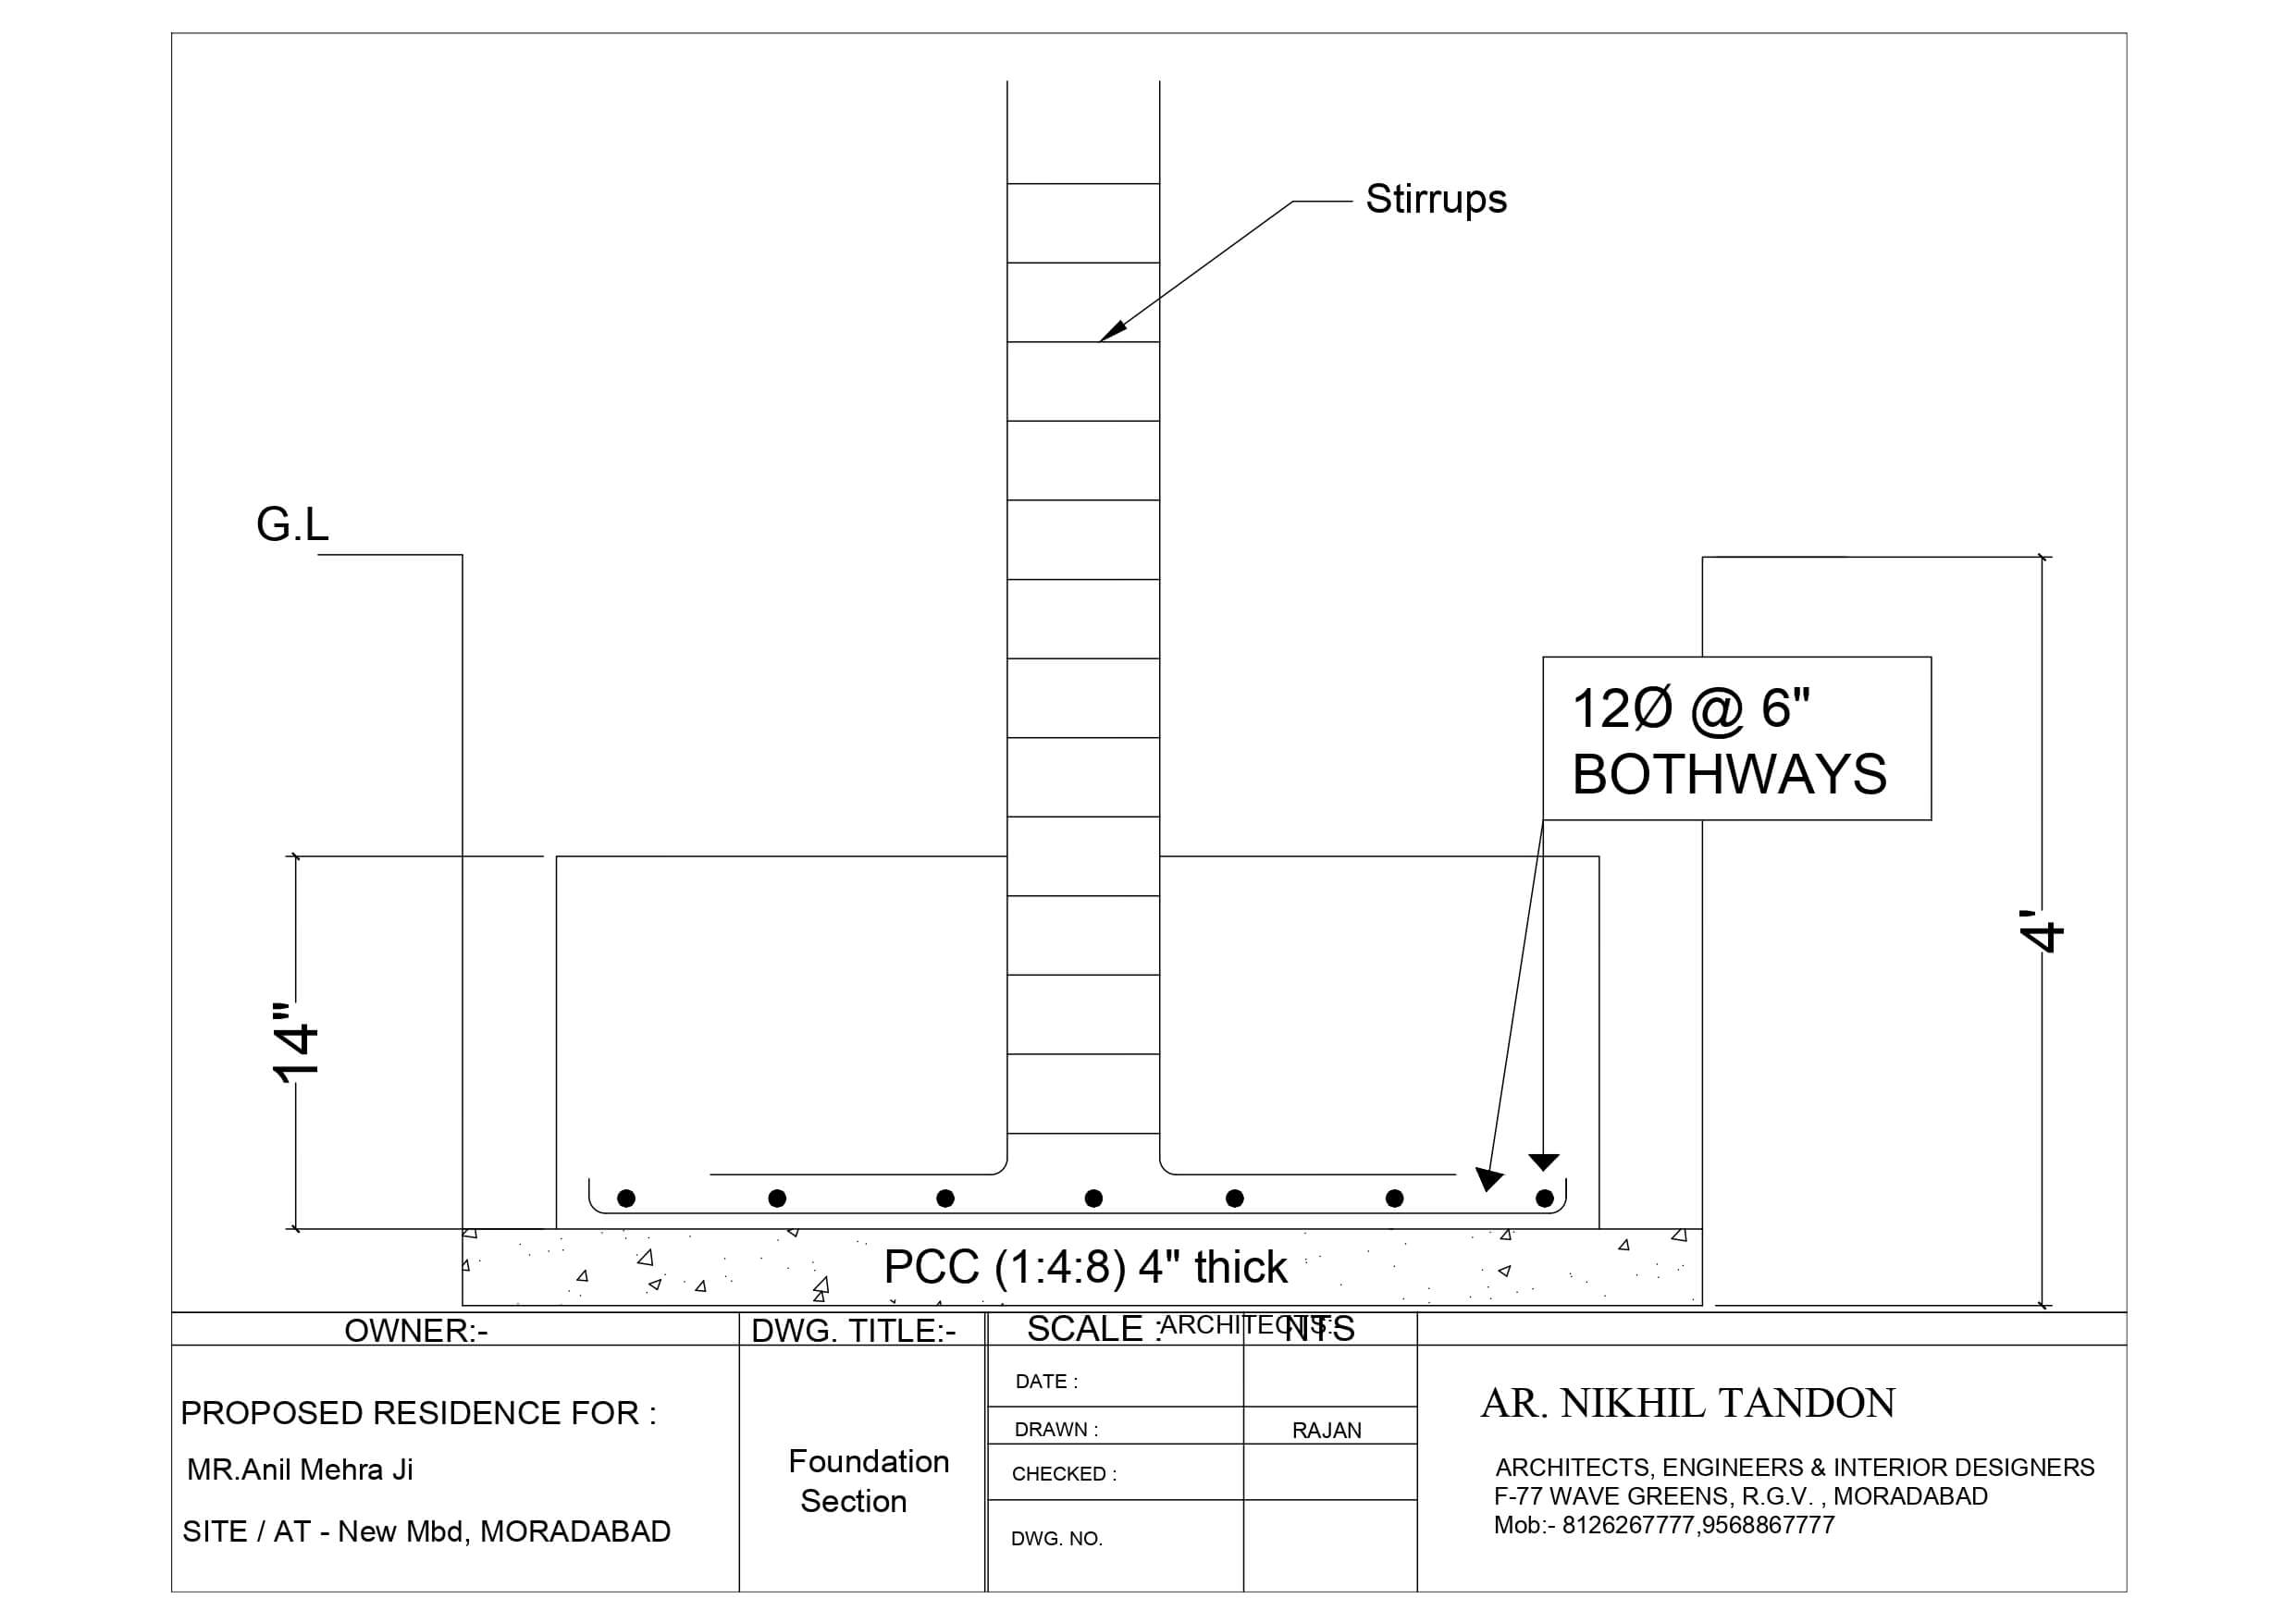 Stirrups
G.L
12Ø @ 6"
BOTHWAYS
4'
14"
PCC (1:4:8) 4" thick
OWNER:-
PROPOSED RESIDENCE FOR :
MR.Anil Mehra Ji
SITE / AT - New Mbd, MORADABAD
DWG. TITLE:-
Foundation
Section
SCALE : NTS
DATE :
DRAWN : RAJAN
CHECKED :
DWG. NO.
ARCHITECTS:-
AR. NIKHIL TANDON
ARCHITECTS, ENGINEERS & INTERIOR DESIGNERS
F-77 WAVE GREENS, R.G.V. , MORADABAD
Mob:- 8126267777,9568867777